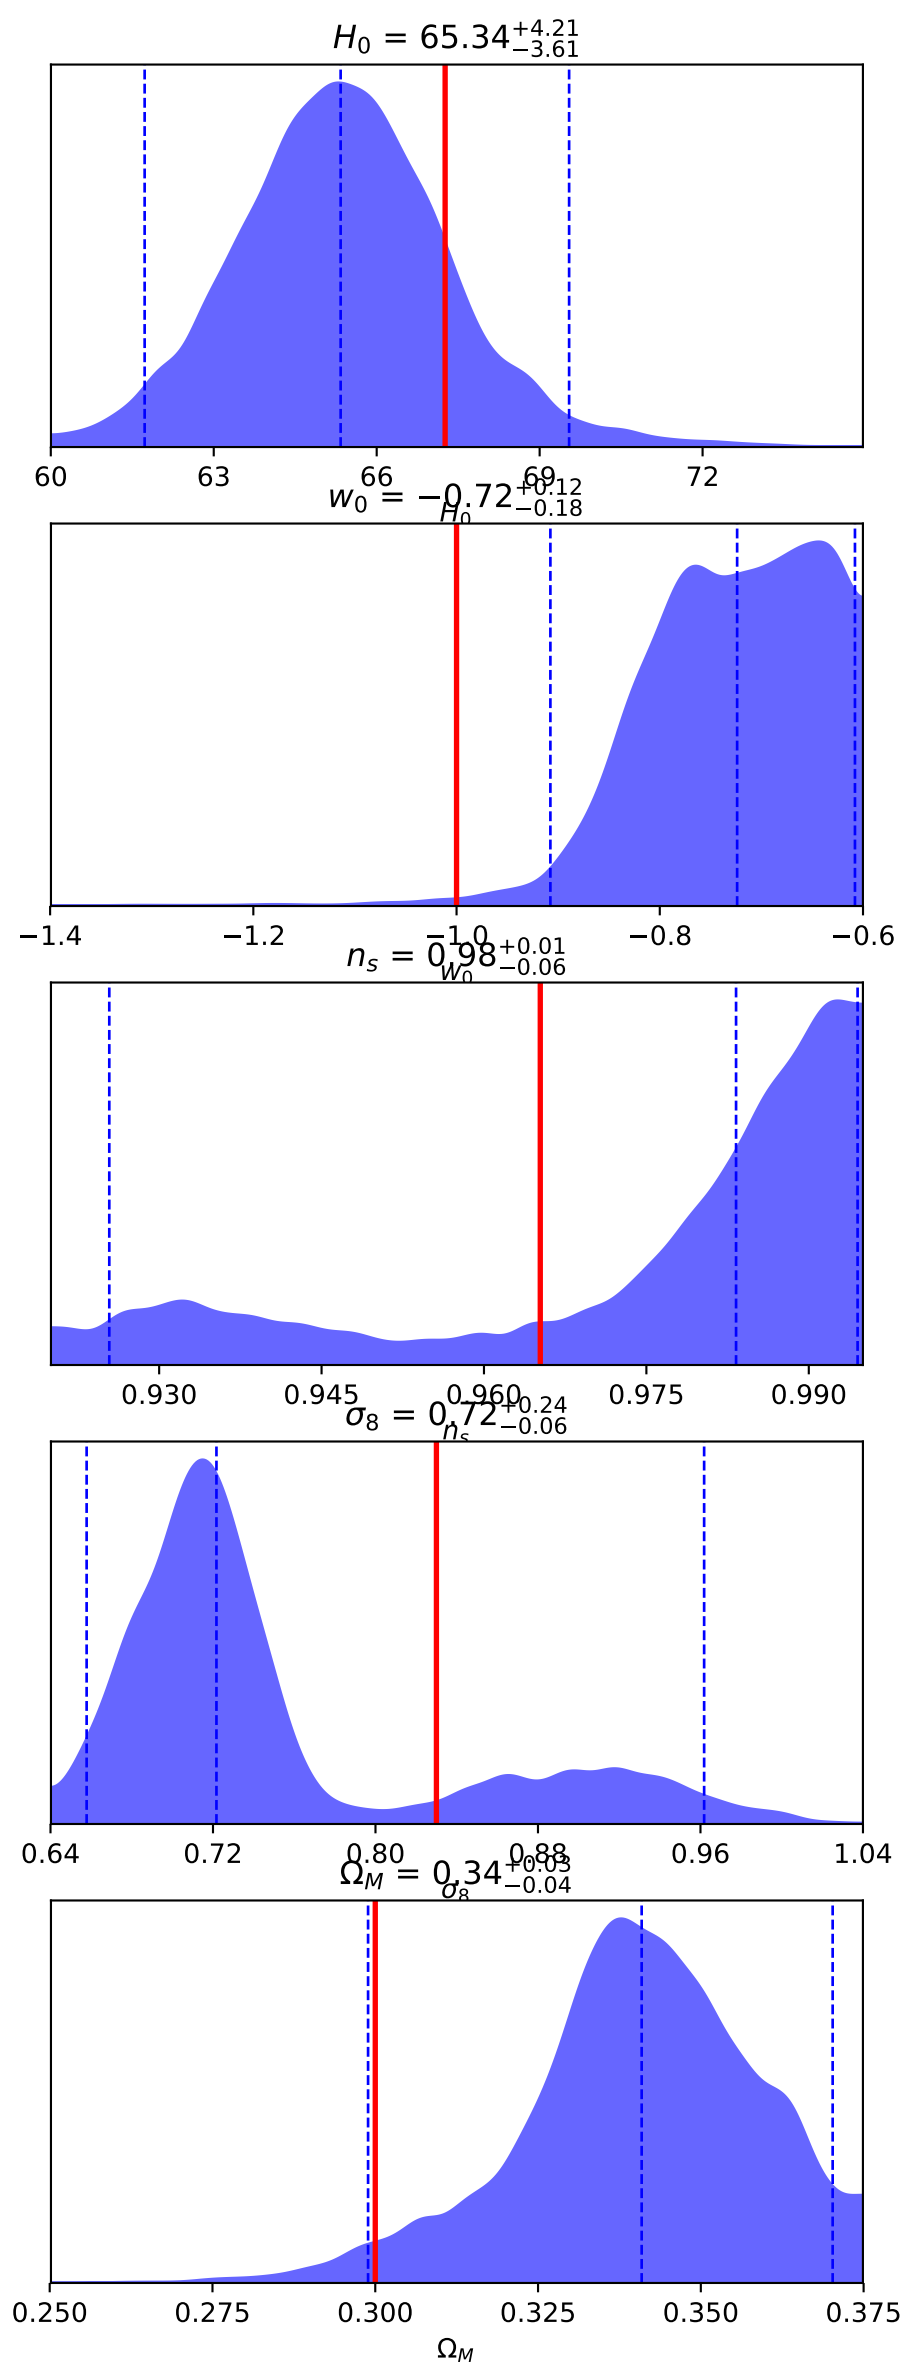 H₀ = 65.34⁺⁴·²¹₋₃.₆₁
60 63 66 69 72
H₀
w₀ = −0.72⁺⁰·¹²₋₀.₁₈
−1.4 −1.2 −1.0 −0.8 −0.6
w₀
nₛ = 0.98⁺⁰·⁰¹₋₀.₀₆
0.930 0.945 0.960 0.975 0.990
nₛ
σ₈ = 0.72⁺⁰·²⁴₋₀.₀₆
0.64 0.72 0.80 0.88 0.96 1.04
σ₈
Ω_M = 0.34⁺⁰·⁰³₋₀.₀₄
0.250 0.275 0.300 0.325 0.350 0.375
Ω_M